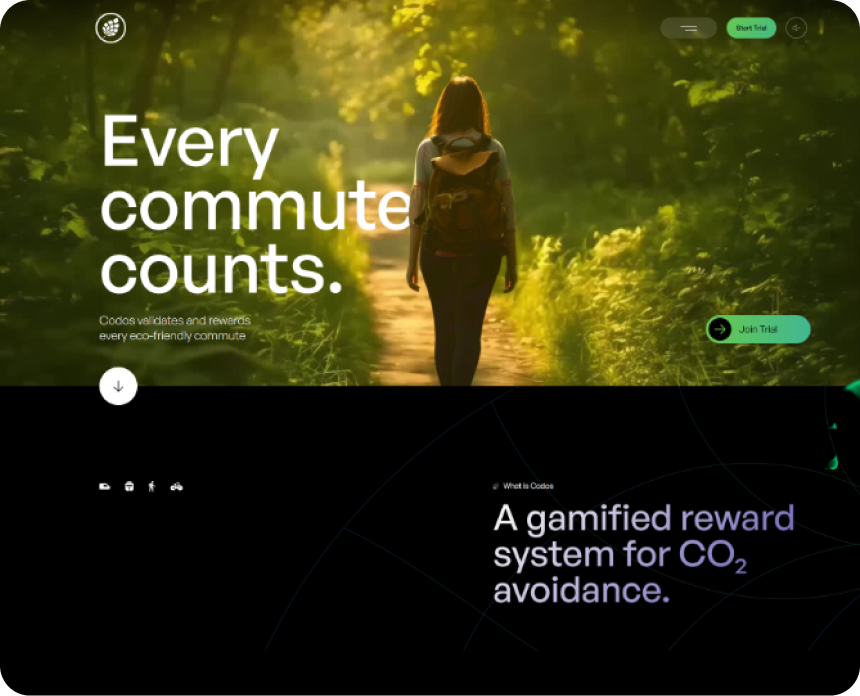 Start Trial
Every
commute
counts.
Codos validates and rewards
every eco-friendly commute
Join Trial
What is Codos
A gamified reward
system for CO₂
avoidance.